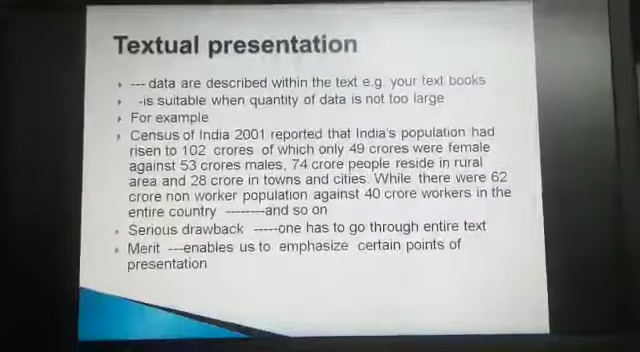 Textual presentation
--- data are described within the text e.g. your text books
-is suitable when quantity of data is not too large
For example
Census of India 2001 reported that India's population had
risen to 102 crores of which only 49 crores were female
against 53 crores males, 74 crore people reside in rural
area and 28 crore in towns and cities. While there were 62
crore non worker population against 40 crore workers in the
entire country --------and so on
Serious drawback -----one has to go through entire text
Merit ---enables us to emphasize certain points of
presentation